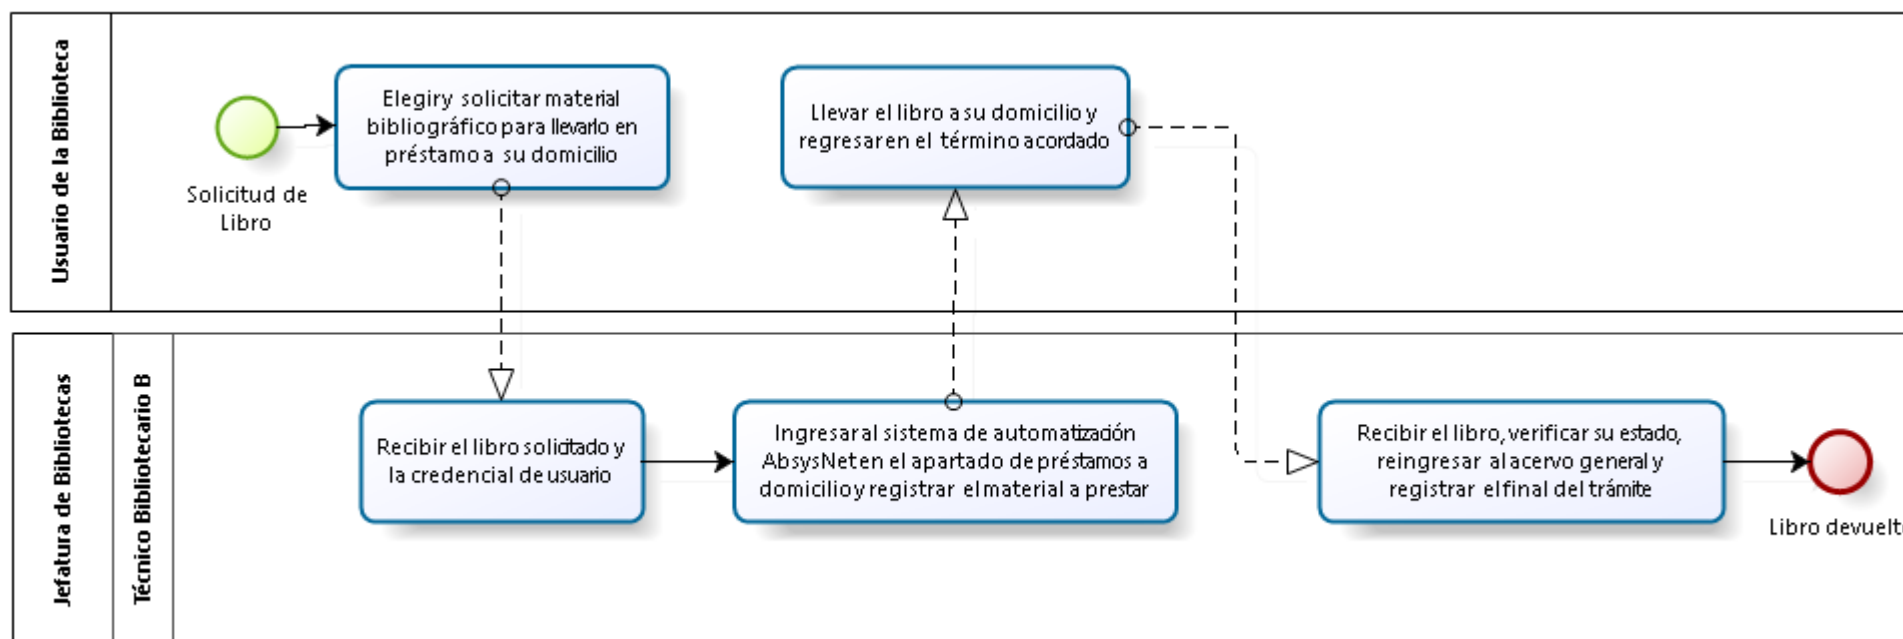 Usuario de la Biblioteca
Solicitud de
Libro
Elegir y solicitar material
bibliográfico para llevarlo en
préstamo a su domicilio
Llevar el libro a su domicilio y
regresar en el término acordado
Jefatura de Bibliotecas
Técnico Bibliotecario B
Recibir el libro solicitado y
la credencial de usuario
Ingresar al sistema de automatización
AbsysNet en el apartado de préstamos a
domicilio y registrar el material a prestar
Recibir el libro, verificar su estado,
reingresar al acervo general y
registrar el final del trámite
Libro devuelt